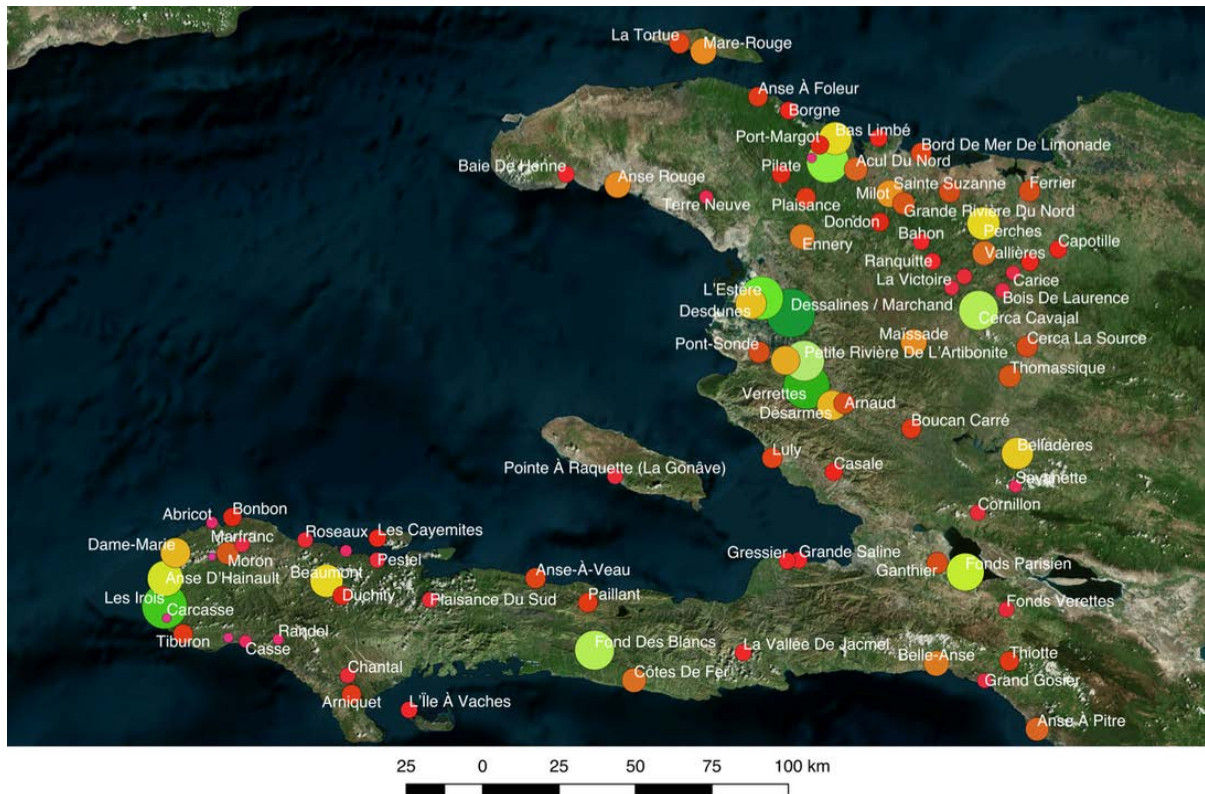 La Tortue
Mare-Rouge
Anse À Foleur
Borgne
Port-Margot
Bas Limbé
Bord De Mer De Limonade
Baie De Henne
Pilate
Acul Du Nord
Anse Rouge
Milot
Sainte Suzanne
Ferrier
Terre Neuve
Plaisance
Grande Rivière Du Nord
Dondon
Perches
Ennery
Bahon
Capotille
Ranquitte
Vallières
La Victoire
Carice
L'Estère
Bois De Laurence
Desdunes
Dessalines / Marchand
Cerca Cavajal
Maïssade
Cerca La Source
Pont-Sondé
Petite Rivière De L'Artibonite
Thomassique
Verrettes
Désarmes
Arnaud
Boucan Carré
Luly
Belladères
Pointe À Raquette (La Gonâve)
Casale
Savanette
Cornillon
Abricot
Bonbon
Roseaux
Les Cayemites
Dame-Marie
Marfranc
Moron
Pestel
Gressier
Grande Saline
Ganthier
Fonds Parisien
Anse D'Hainault
Beaumont
Anse-À-Veau
Les Irois
Duchity
Plaisance Du Sud
Paillant
Fonds Verettes
Carcasse
Tiburon
Randel
Casse
Fond Des Blancs
La Vallée De Jacmel
Belle-Anse
Thiotte
Chantal
Côtes De Fer
Grand Gosier
Arniquet
L'Île À Vaches
Anse À Pitre
25 0 25 50 75 100 km